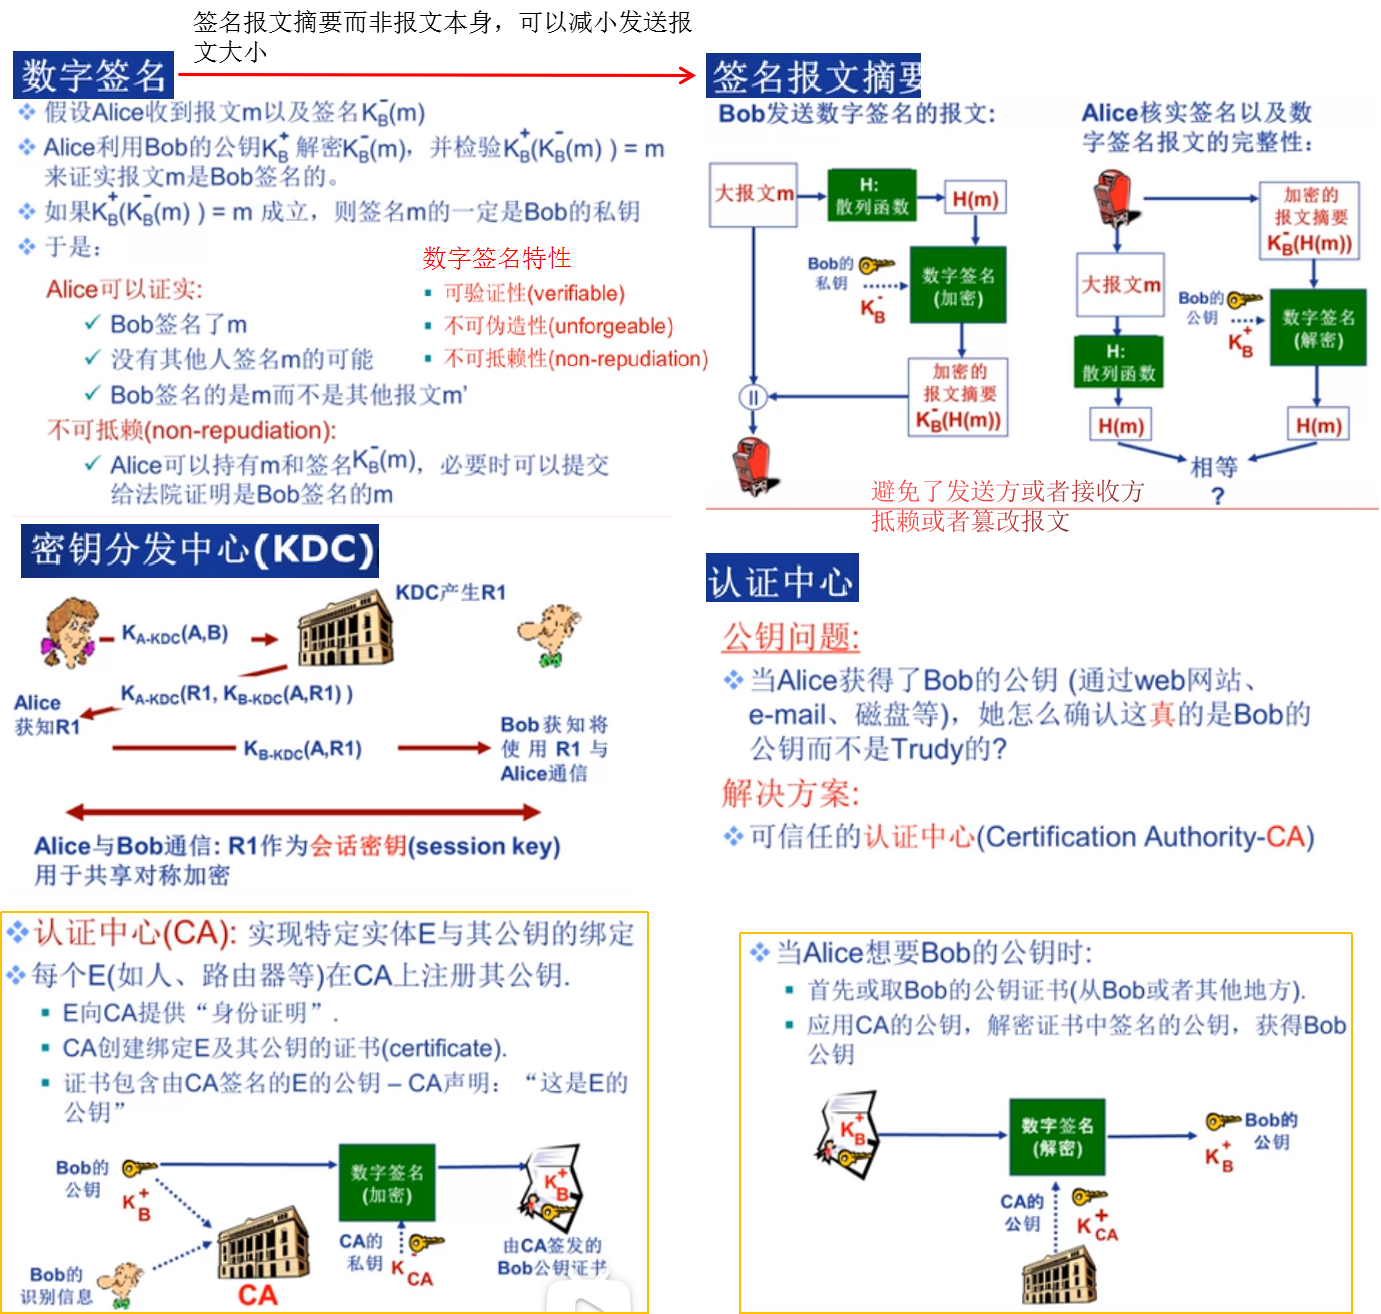 签名报文摘要而非报文本身，可以减小发送报
文大小
数字签名
假设Alice收到报文m以及签名K_B^-(m)
Alice利用Bob的公钥K_B^+ 解密K_B^-(m)，并检验K_B^+(K_B^-(m) ) = m
来证实报文m是Bob签名的。
如果K_B^+(K_B^-(m) ) = m 成立，则签名m的一定是Bob的私钥
于是：
Alice可以证实:
Bob签名了m
没有其他人签名m的可能
Bob签名的是m而不是其他报文m’
不可抵赖(non-repudiation):
Alice可以持有m和签名K_B^-(m)，必要时可以提交
给法院证明是Bob签名的m
数字签名特性
可验证性(verifiable)
不可伪造性(unforgeable)
不可抵赖性(non-repudiation)
签名报文摘要
Bob发送数字签名的报文:
大报文m
H:
散列函数
H(m)
Bob的
私钥
K_B^-
数字签名
(加密)
加密的
报文摘要
K_B^-(H(m))
||
Alice核实签名以及数
字签名报文的完整性：
加密的
报文摘要
K_B^-(H(m))
大报文m
Bob的
公钥
K_B^+
数字签名
(解密)
H:
散列函数
H(m)
H(m)
相等
?
避免了发送方或者接收方
抵赖或者篡改报文
密钥分发中心(KDC)
KDC产生R1
K_A-KDC(A,B)
K_A-KDC(R1, K_B-KDC(A,R1) )
Alice
获知R1
K_B-KDC(A,R1)
Bob获知将
使用R1与
Alice通信
Alice与Bob通信: R1作为会话密钥(session key)
用于共享对称加密
认证中心
公钥问题:
当Alice获得了Bob的公钥 (通过web网站、
e-mail、磁盘等)，她怎么确认这真的是Bob的
公钥而不是Trudy的?
解决方案:
可信任的认证中心(Certification Authority-CA)
认证中心(CA): 实现特定实体E与其公钥的绑定
每个E(如人、路由器等)在CA上注册其公钥.
E向CA提供“身份证明”.
CA创建绑定E及其公钥的证书(certificate).
证书包含由CA签名的E的公钥 – CA声明：“这是E的
公钥”
Bob的
公钥
K_B^+
数字签名
(加密)
K_B^+
CA的
私钥
K_CA^-
由CA签发的
Bob公钥证书
Bob的
识别信息
CA
当Alice想要Bob的公钥时:
首先或取Bob的公钥证书(从Bob或者其他地方).
应用CA的公钥，解密证书中签名的公钥，获得Bob
公钥
K_B^+
数字签名
(解密)
Bob的
公钥
K_B^+
CA的
公钥
K_CA^+